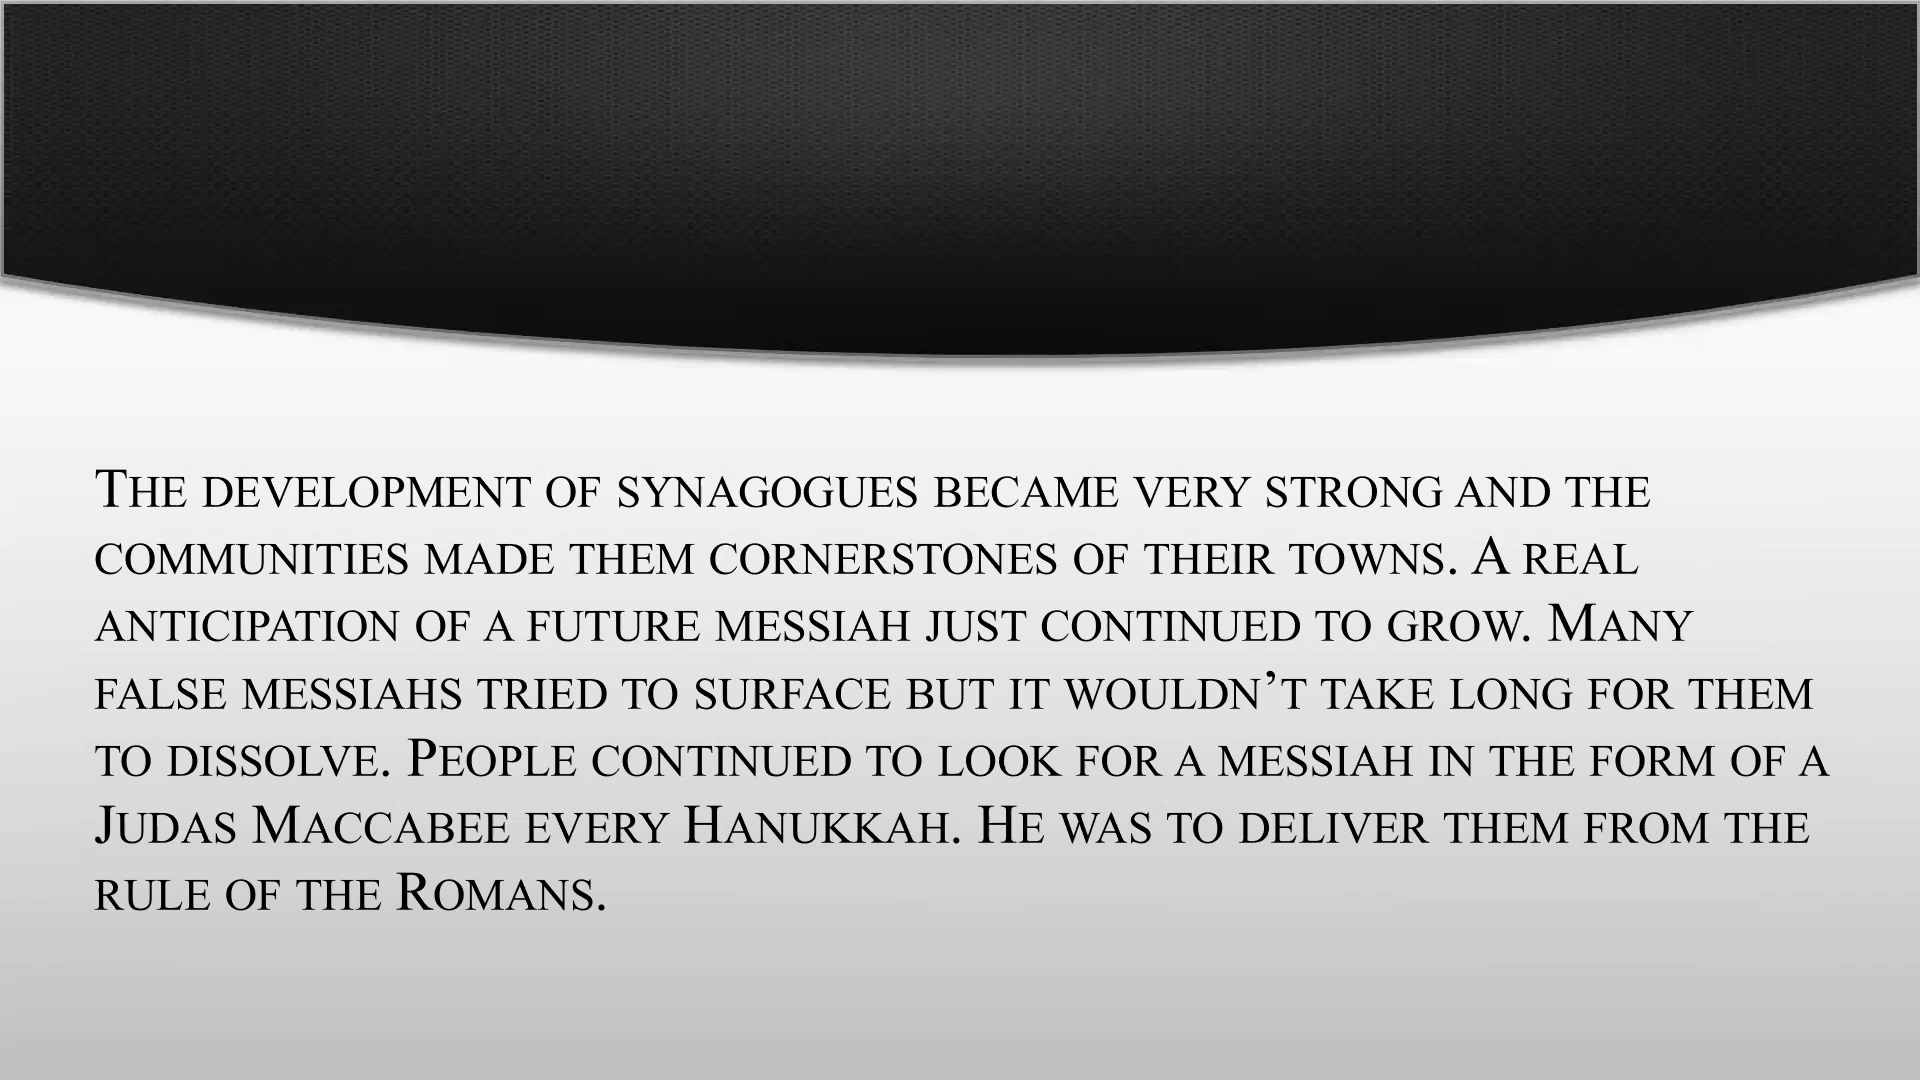 The development of synagogues became very strong and the
communities made them cornerstones of their towns. A real
anticipation of a future messiah just continued to grow. Many
false messiahs tried to surface but it wouldn’t take long for them
to dissolve. People continued to look for a messiah in the form of a
Judas Maccabee every Hanukkah. He was to deliver them from the
rule of the Romans.